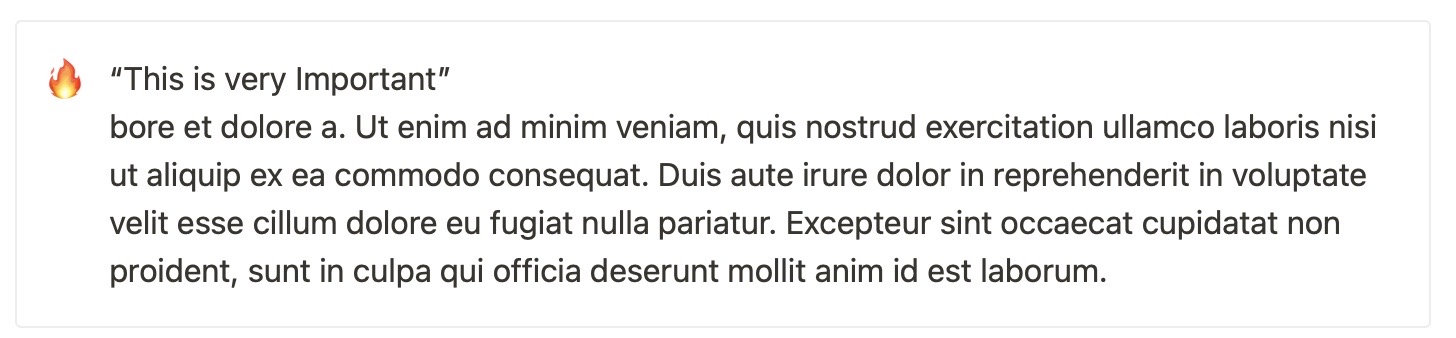 “This is very Important”
bore et dolore a. Ut enim ad minim veniam, quis nostrud exercitation ullamco laboris nisi
ut aliquip ex ea commodo consequat. Duis aute irure dolor in reprehenderit in voluptate
velit esse cillum dolore eu fugiat nulla pariatur. Excepteur sint occaecat cupidatat non
proident, sunt in culpa qui officia deserunt mollit anim id est laborum.